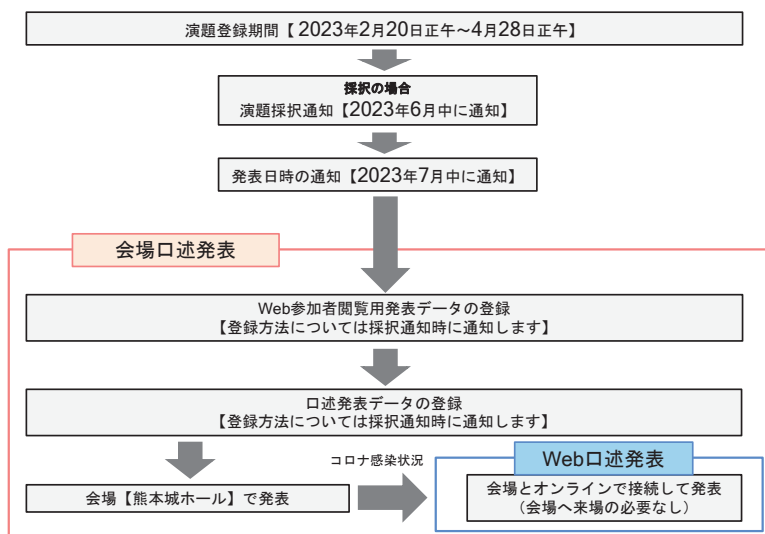 演題登録期間【 2023年2月20日正午～4月28日正午】
採択の場合
演題採択通知【2023年6月中に通知】
発表日時の通知【2023年7月中に通知】
会場口述発表
Web参加者閲覧用発表データの登録
【登録方法については採択通知時に通知します】
口述発表データの登録
【登録方法については採択通知時に通知します】
コロナ感染状況
Web口述発表
会場【熊本城ホール】で発表
会場とオンラインで接続して発表
（会場へ来場の必要なし）